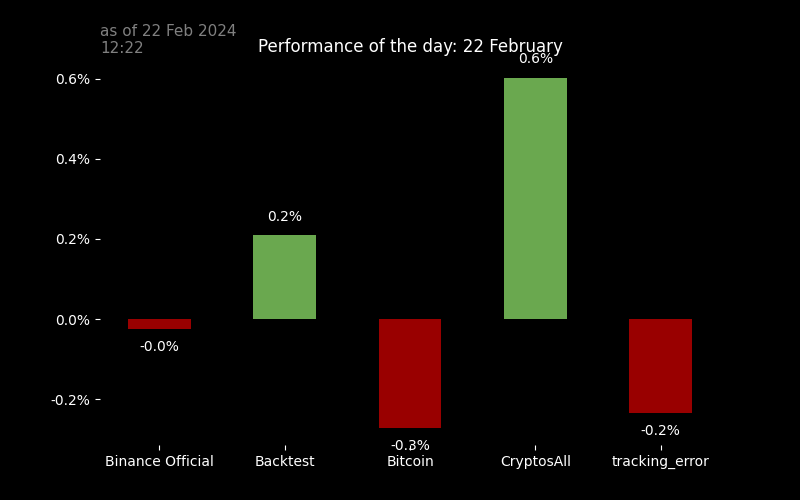 as of 22 Feb 2024
12:22
Performance of the day: 22 February
0.6%
0.6%
0.4%
0.2%
0.2%
0.0%
-0.0%
-0.2%
-0.2%
-0.3%
Binance Official
Backtest
Bitcoin
CryptosAll
tracking_error